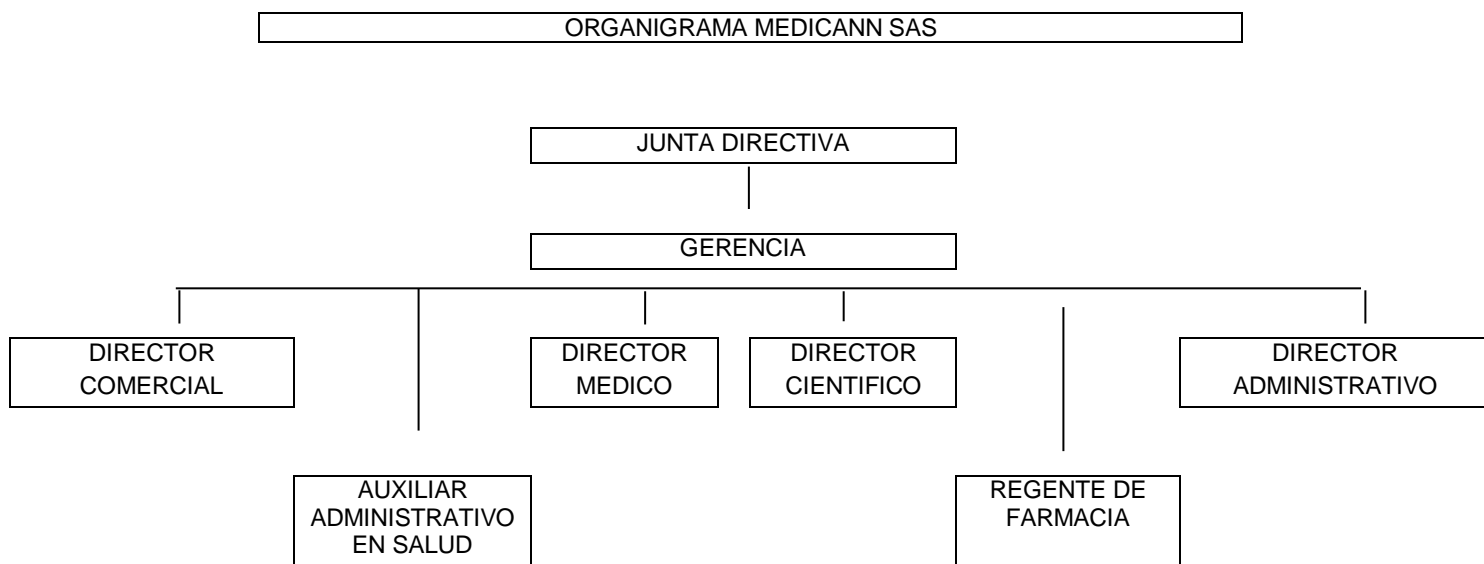 ORGANIGRAMA MEDICANN SAS
JUNTA DIRECTIVA
GERENCIA
DIRECTOR
COMERCIAL
DIRECTOR
MEDICO
DIRECTOR
CIENTIFICO
DIRECTOR
ADMINISTRATIVO
AUXILIAR
ADMINISTRATIVO
EN SALUD
REGENTE DE
FARMACIA